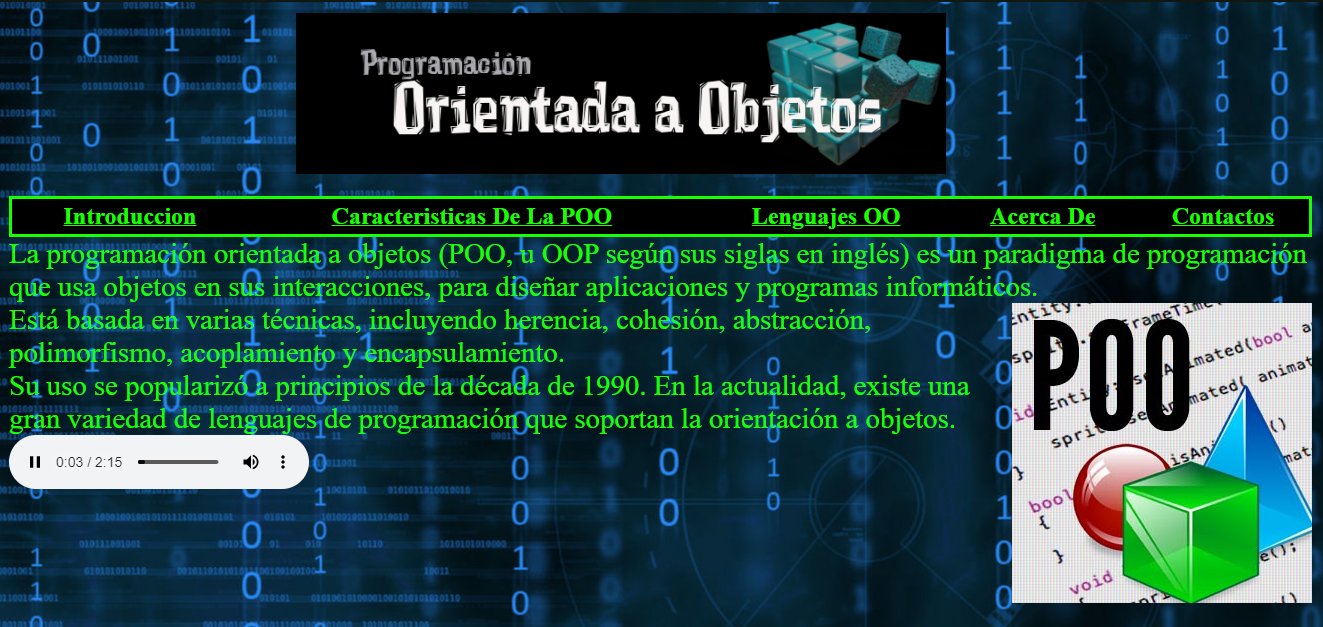 Programación
Orientada a Objetos
Introduccion Caracteristicas De La POO Lenguajes OO Acerca De Contactos
La programación orientada a objetos (POO, u OOP según sus siglas en inglés) es un paradigma de programación
que usa objetos en sus interacciones, para diseñar aplicaciones y programas informáticos.
Está basada en varias técnicas, incluyendo herencia, cohesión, abstracción,
polimorfismo, acoplamiento y encapsulamiento.
Su uso se popularizó a principios de la década de 1990. En la actualidad, existe una
gran variedad de lenguajes de programación que soportan la orientación a objetos.
0:03 / 2:15
POO
bool
{
}
void